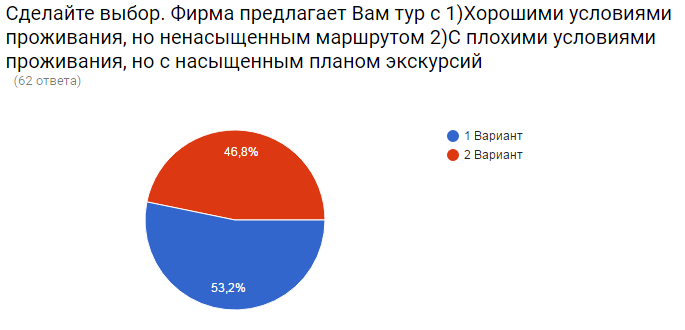 Сделайте выбор. Фирма предлагает Вам тур с 1)Хорошими условиями
проживания, но ненасыщенным маршрутом 2)С плохими условиями
проживания, но с насыщенным планом экскурсий
(62 ответа)
46,8%
53,2%
1 Вариант
2 Вариант